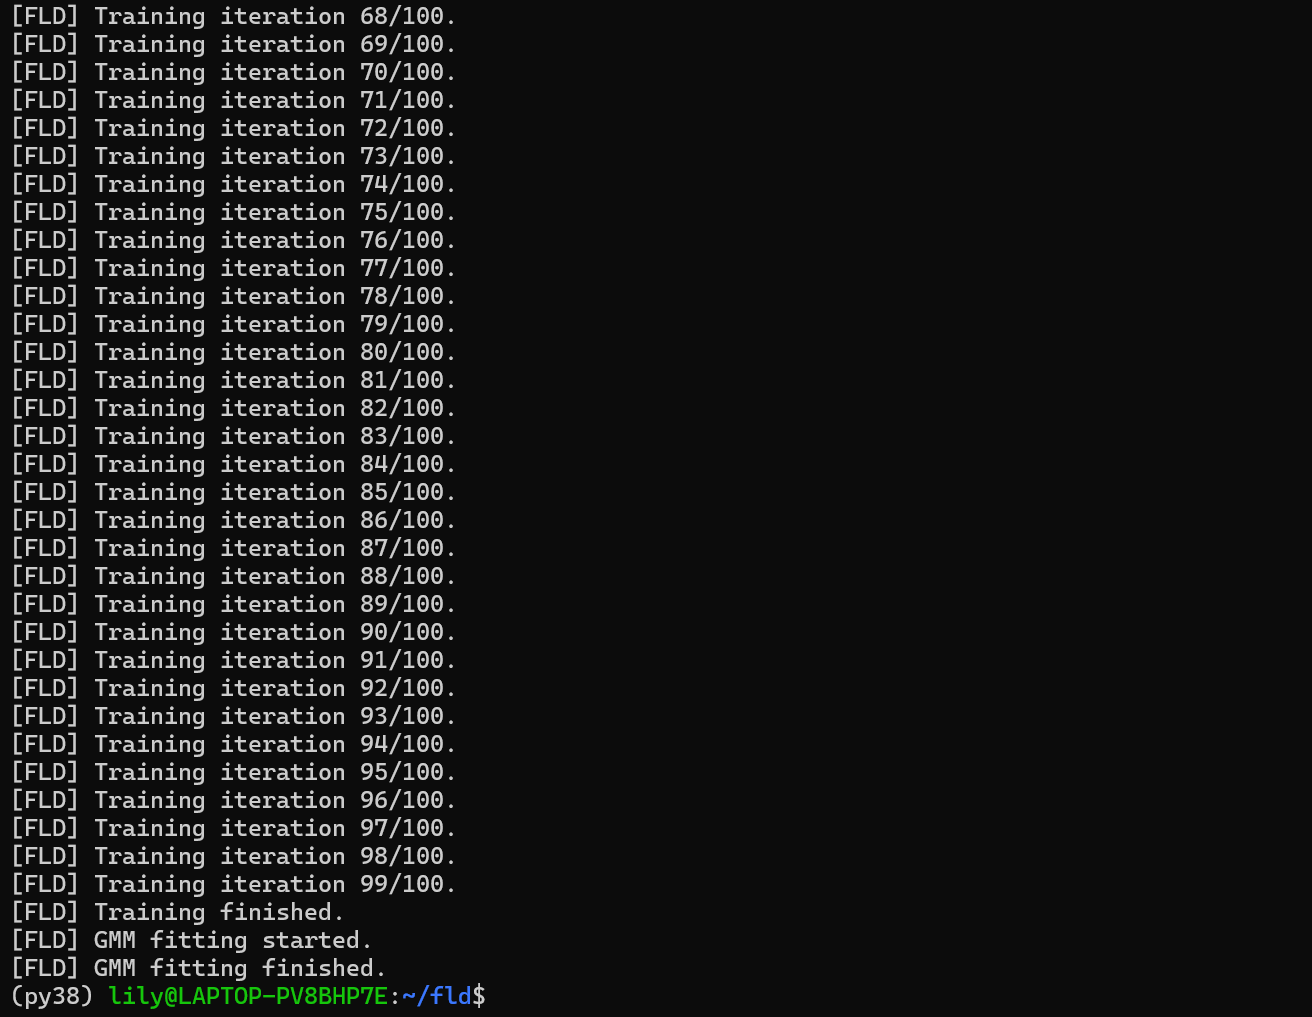 [FLD] Training iteration 68/100.
[FLD] Training iteration 69/100.
[FLD] Training iteration 70/100.
[FLD] Training iteration 71/100.
[FLD] Training iteration 72/100.
[FLD] Training iteration 73/100.
[FLD] Training iteration 74/100.
[FLD] Training iteration 75/100.
[FLD] Training iteration 76/100.
[FLD] Training iteration 77/100.
[FLD] Training iteration 78/100.
[FLD] Training iteration 79/100.
[FLD] Training iteration 80/100.
[FLD] Training iteration 81/100.
[FLD] Training iteration 82/100.
[FLD] Training iteration 83/100.
[FLD] Training iteration 84/100.
[FLD] Training iteration 85/100.
[FLD] Training iteration 86/100.
[FLD] Training iteration 87/100.
[FLD] Training iteration 88/100.
[FLD] Training iteration 89/100.
[FLD] Training iteration 90/100.
[FLD] Training iteration 91/100.
[FLD] Training iteration 92/100.
[FLD] Training iteration 93/100.
[FLD] Training iteration 94/100.
[FLD] Training iteration 95/100.
[FLD] Training iteration 96/100.
[FLD] Training iteration 97/100.
[FLD] Training iteration 98/100.
[FLD] Training iteration 99/100.
[FLD] Training finished.
[FLD] GMM fitting started.
[FLD] GMM fitting finished.
(py38) lily@LAPTOP-PV8BHP7E:~/fld$